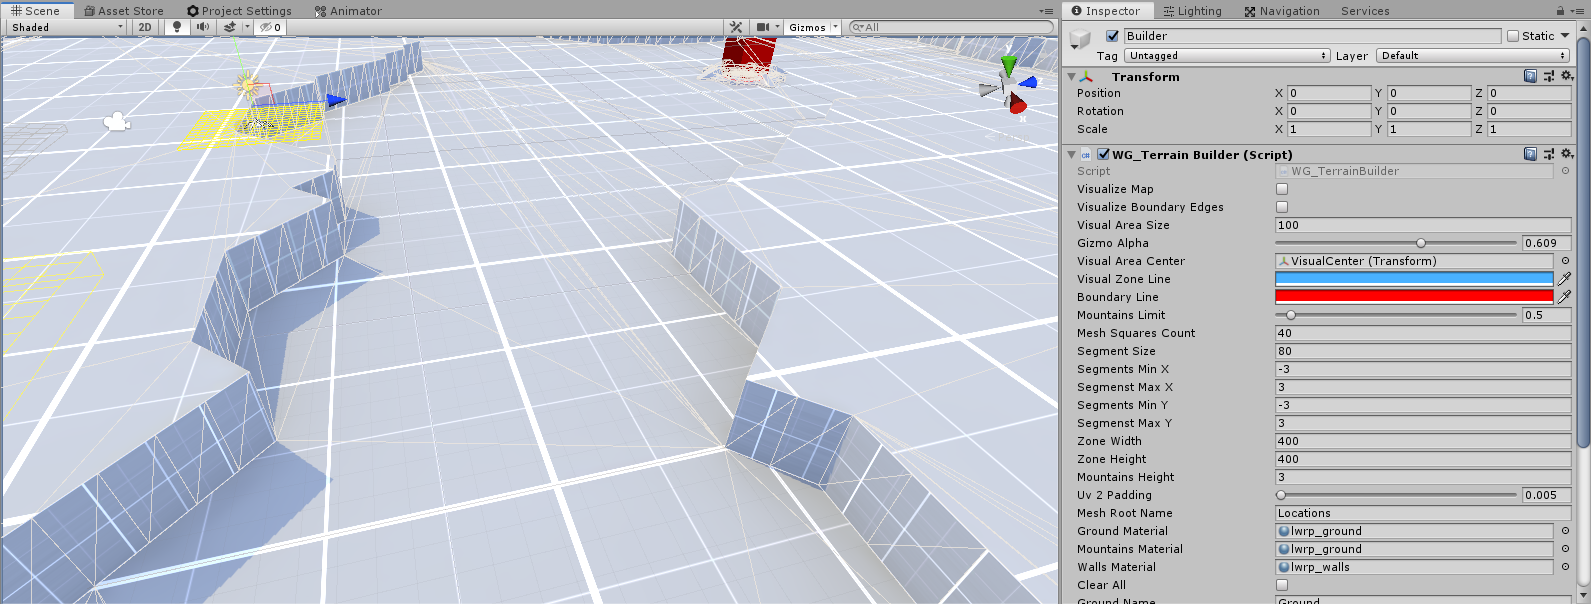 Scene Asset Store Project Settings Animator
Shaded 2D 0 Gizmos All
y
x
Inspector Lighting Navigation Services
Builder Static
Tag Untagged Layer Default
Transform
Position X 0 Y 0 Z 0
Rotation X 0 Y 0 Z 0
Scale X 1 Y 1 Z 1
WG_Terrain Builder (Script)
Script WG_TerrainBuilder
Visualize Map
Visualize Boundary Edges
Visual Area Size 100
Gizmo Alpha 0.609
Visual Area Center VisualCenter (Transform)
Visual Zone Line
Boundary Line
Mountains Limit 0.5
Mesh Squares Count 40
Segment Size 80
Segments Min X -3
Segmenst Max X 3
Segments Min Y -3
Segmenst Max Y 3
Zone Width 400
Zone Height 400
Mountains Height 3
Uv 2 Padding 0.005
Mesh Root Name Locations
Ground Material lwrp_ground
Mountains Material lwrp_ground
Walls Material lwrp_walls
Clear All
Ground Name Ground